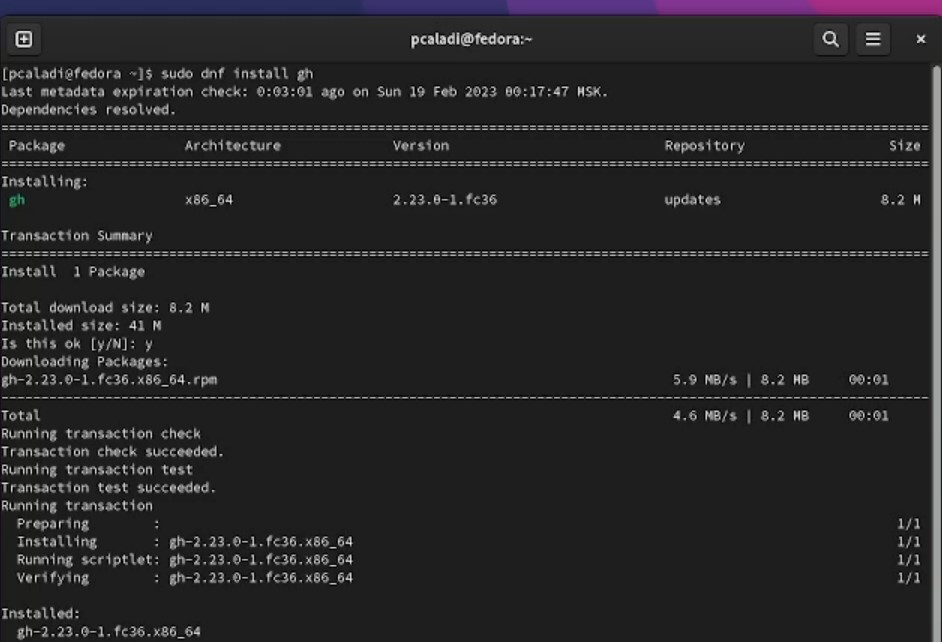 pcaladi@fedora:~
[pcaladi@fedora ~]$ sudo dnf install gh
Last metadata expiration check: 0:03:01 ago on Sun 19 Feb 2023 00:17:47 MSK.
Dependencies resolved.
================================================================================
Package Architecture Version Repository Size
================================================================================
Installing:
gh x86_64 2.23.0-1.fc36 updates 8.2 M
Transaction Summary
================================================================================
Install 1 Package
Total download size: 8.2 M
Installed size: 41 M
Is this ok [y/N]: y
Downloading Packages:
gh-2.23.0-1.fc36.x86_64.rpm 5.9 MB/s | 8.2 MB 00:01
--------------------------------------------------------------------------------
Total 4.6 MB/s | 8.2 MB 00:01
Running transaction check
Transaction check succeeded.
Running transaction test
Transaction test succeeded.
Running transaction
Preparing : 1/1
Installing : gh-2.23.0-1.fc36.x86_64 1/1
Running scriptlet: gh-2.23.0-1.fc36.x86_64 1/1
Verifying : gh-2.23.0-1.fc36.x86_64 1/1
Installed:
gh-2.23.0-1.fc36.x86_64